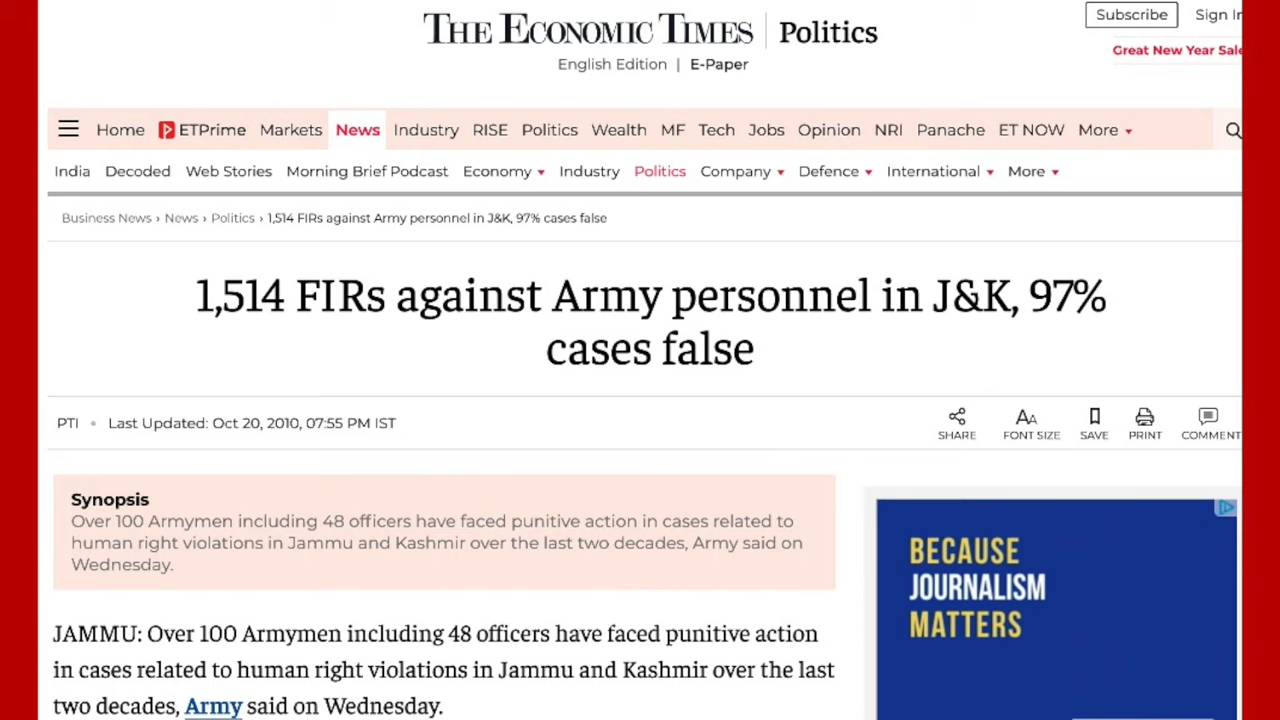 THE ECONOMIC TIMES | Politics
Subscribe Sign In
English Edition | E-Paper
Great New Year Sale
Home ETPrime Markets News Industry RISE Politics Wealth MF Tech Jobs Opinion NRI Panache ET NOW More
India Decoded Web Stories Morning Brief Podcast Economy Industry Politics Company Defence International More
Business News › News › Politics › 1,514 FIRs against Army personnel in J&K, 97% cases false
1,514 FIRs against Army personnel in J&K, 97%
cases false
PTI • Last Updated: Oct 20, 2010, 07:55 PM IST
SHARE FONT SIZE SAVE PRINT COMMENT
Synopsis
Over 100 Armymen including 48 officers have faced punitive action in cases related to
human right violations in Jammu and Kashmir over the last two decades, Army said on
Wednesday.
BECAUSE
JOURNALISM
MATTERS
JAMMU: Over 100 Armymen including 48 officers have faced punitive action
in cases related to human right violations in Jammu and Kashmir over the last
two decades, Army said on Wednesday.